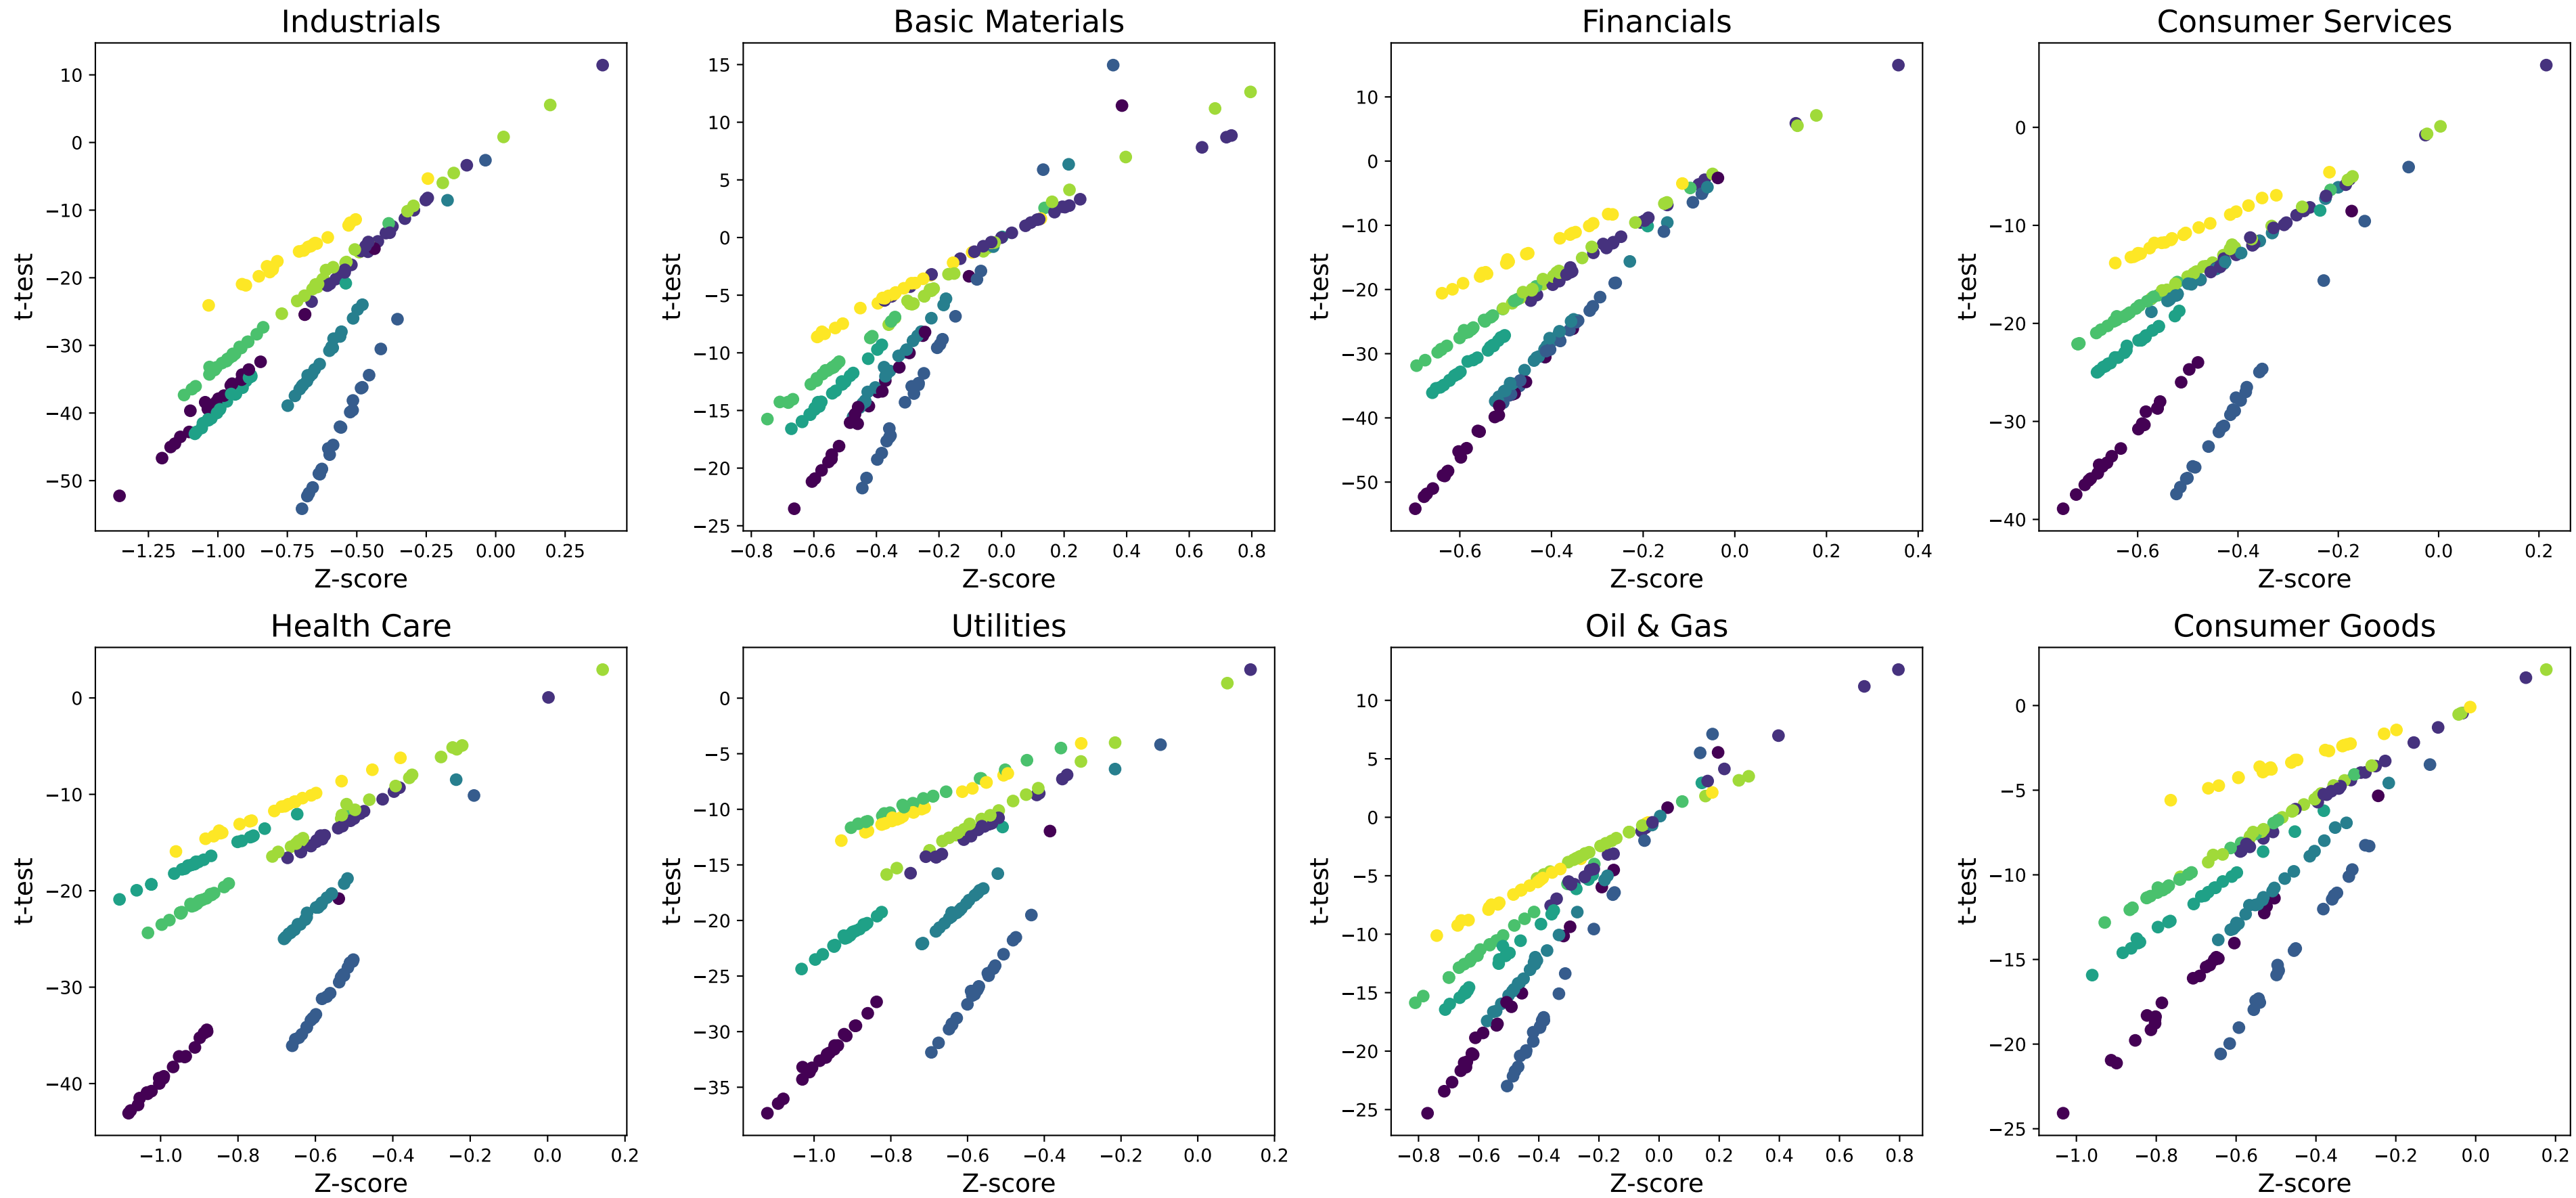 Industrials
Basic Materials
Financials
Consumer Services
10
0
−10
−20
−30
−40
−50
t-test
−1.25 −1.00 −0.75 −0.50 −0.25 0.00 0.25
Z-score
15
10
5
0
−5
−10
−15
−20
−25
t-test
−0.8 −0.6 −0.4 −0.2 0.0 0.2 0.4 0.6 0.8
Z-score
10
0
−10
−20
−30
−40
−50
t-test
−0.6 −0.4 −0.2 0.0 0.2 0.4
Z-score
0
−10
−20
−30
−40
t-test
−0.6 −0.4 −0.2 0.0 0.2
Z-score
Health Care
Utilities
Oil & Gas
Consumer Goods
0
−10
−20
−30
−40
t-test
−1.0 −0.8 −0.6 −0.4 −0.2 0.0 0.2
Z-score
0
−5
−10
−15
−20
−25
−30
−35
t-test
−1.0 −0.8 −0.6 −0.4 −0.2 0.0 0.2
Z-score
10
5
0
−5
−10
−15
−20
−25
t-test
−0.8 −0.6 −0.4 −0.2 0.0 0.2 0.4 0.6 0.8
Z-score
0
−5
−10
−15
−20
−25
t-test
−1.0 −0.8 −0.6 −0.4 −0.2 0.0 0.2
Z-score